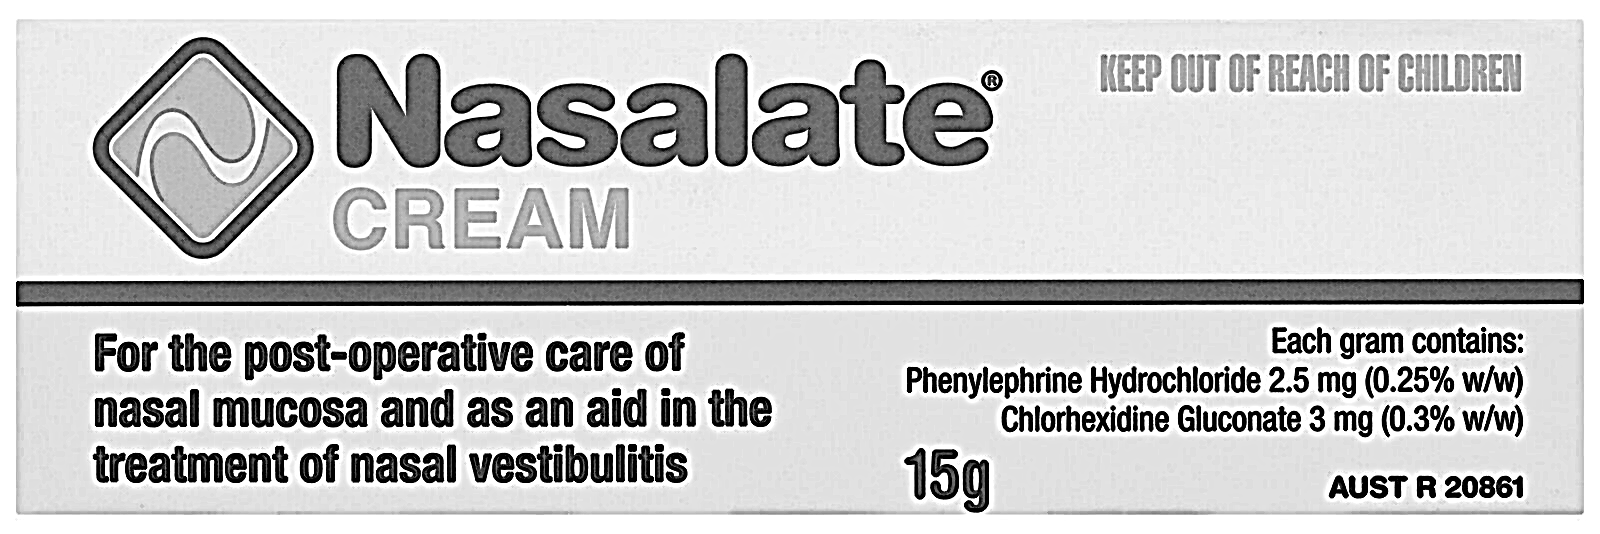 Nasalate®
CREAM
KEEP OUT OF REACH OF CHILDREN
For the post-operative care of
nasal mucosa and as an aid in the
treatment of nasal vestibulitis
Each gram contains:
Phenylephrine Hydrochloride 2.5 mg (0.25% w/w)
Chlorhexidine Gluconate 3 mg (0.3% w/w)
15g
AUST R 20861